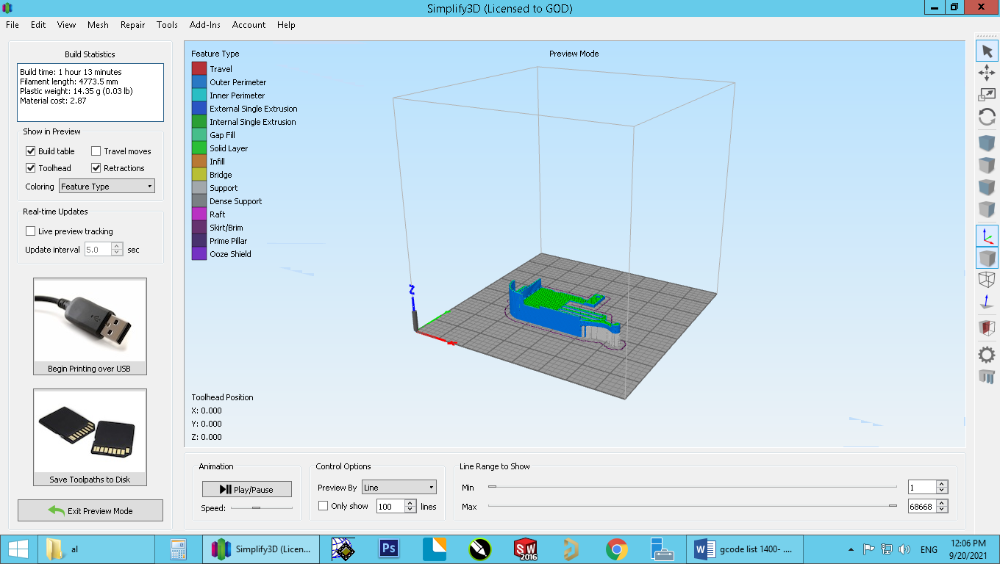 Simplify3D (Licensed to GOD)
File Edit View Mesh Repair Tools Add-Ins Account Help
Build Statistics
Build time: 1 hour 13 minutes
Filament length: 4773.5 mm
Plastic weight: 14.35 g (0.03 lb)
Material cost: 2.87
Show in Preview
Build table Travel moves
Toolhead Retractions
Coloring Feature Type
Real-time Updates
Live preview tracking
Update interval 5.0 sec
Begin Printing over USB
Save Toolpaths to Disk
Exit Preview Mode
Feature Type
Travel
Outer Perimeter
Inner Perimeter
External Single Extrusion
Internal Single Extrusion
Gap Fill
Solid Layer
Infill
Bridge
Support
Dense Support
Raft
Skirt/Brim
Prime Pillar
Ooze Shield
Preview Mode
Z
Toolhead Position
X: 0.000
Y: 0.000
Z: 0.000
Animation
Play/Pause
Speed:
Control Options
Preview By Line
Only show 100 lines
Line Range to Show
Min 1
Max 68668
al
Simplify3D (Licen...
Ps
SW
2016
gcode list 1400- ....
ENG
12:06 PM
9/20/2021